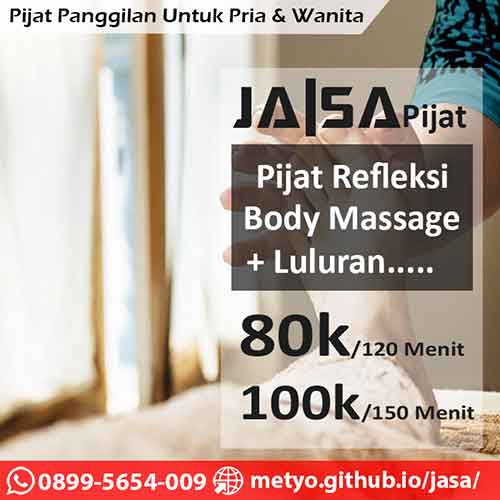 Pijat Panggilan Untuk Pria & Wanita
JA|SA Pijat
Pijat Refleksi
Body Massage
+ Luluran.....
80k/120 Menit
100k/150 Menit
0899-5654-009 metyo.github.io/jasa/